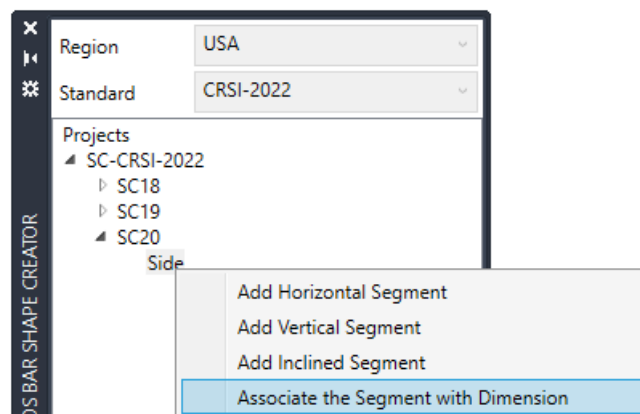 Region USA
Standard CRSI-2022
Projects
SC-CRSI-2022
SC18
SC19
SC20
Side
Add Horizontal Segment
Add Vertical Segment
Add Inclined Segment
Associate the Segment with Dimension
OS BAR SHAPE CREATOR